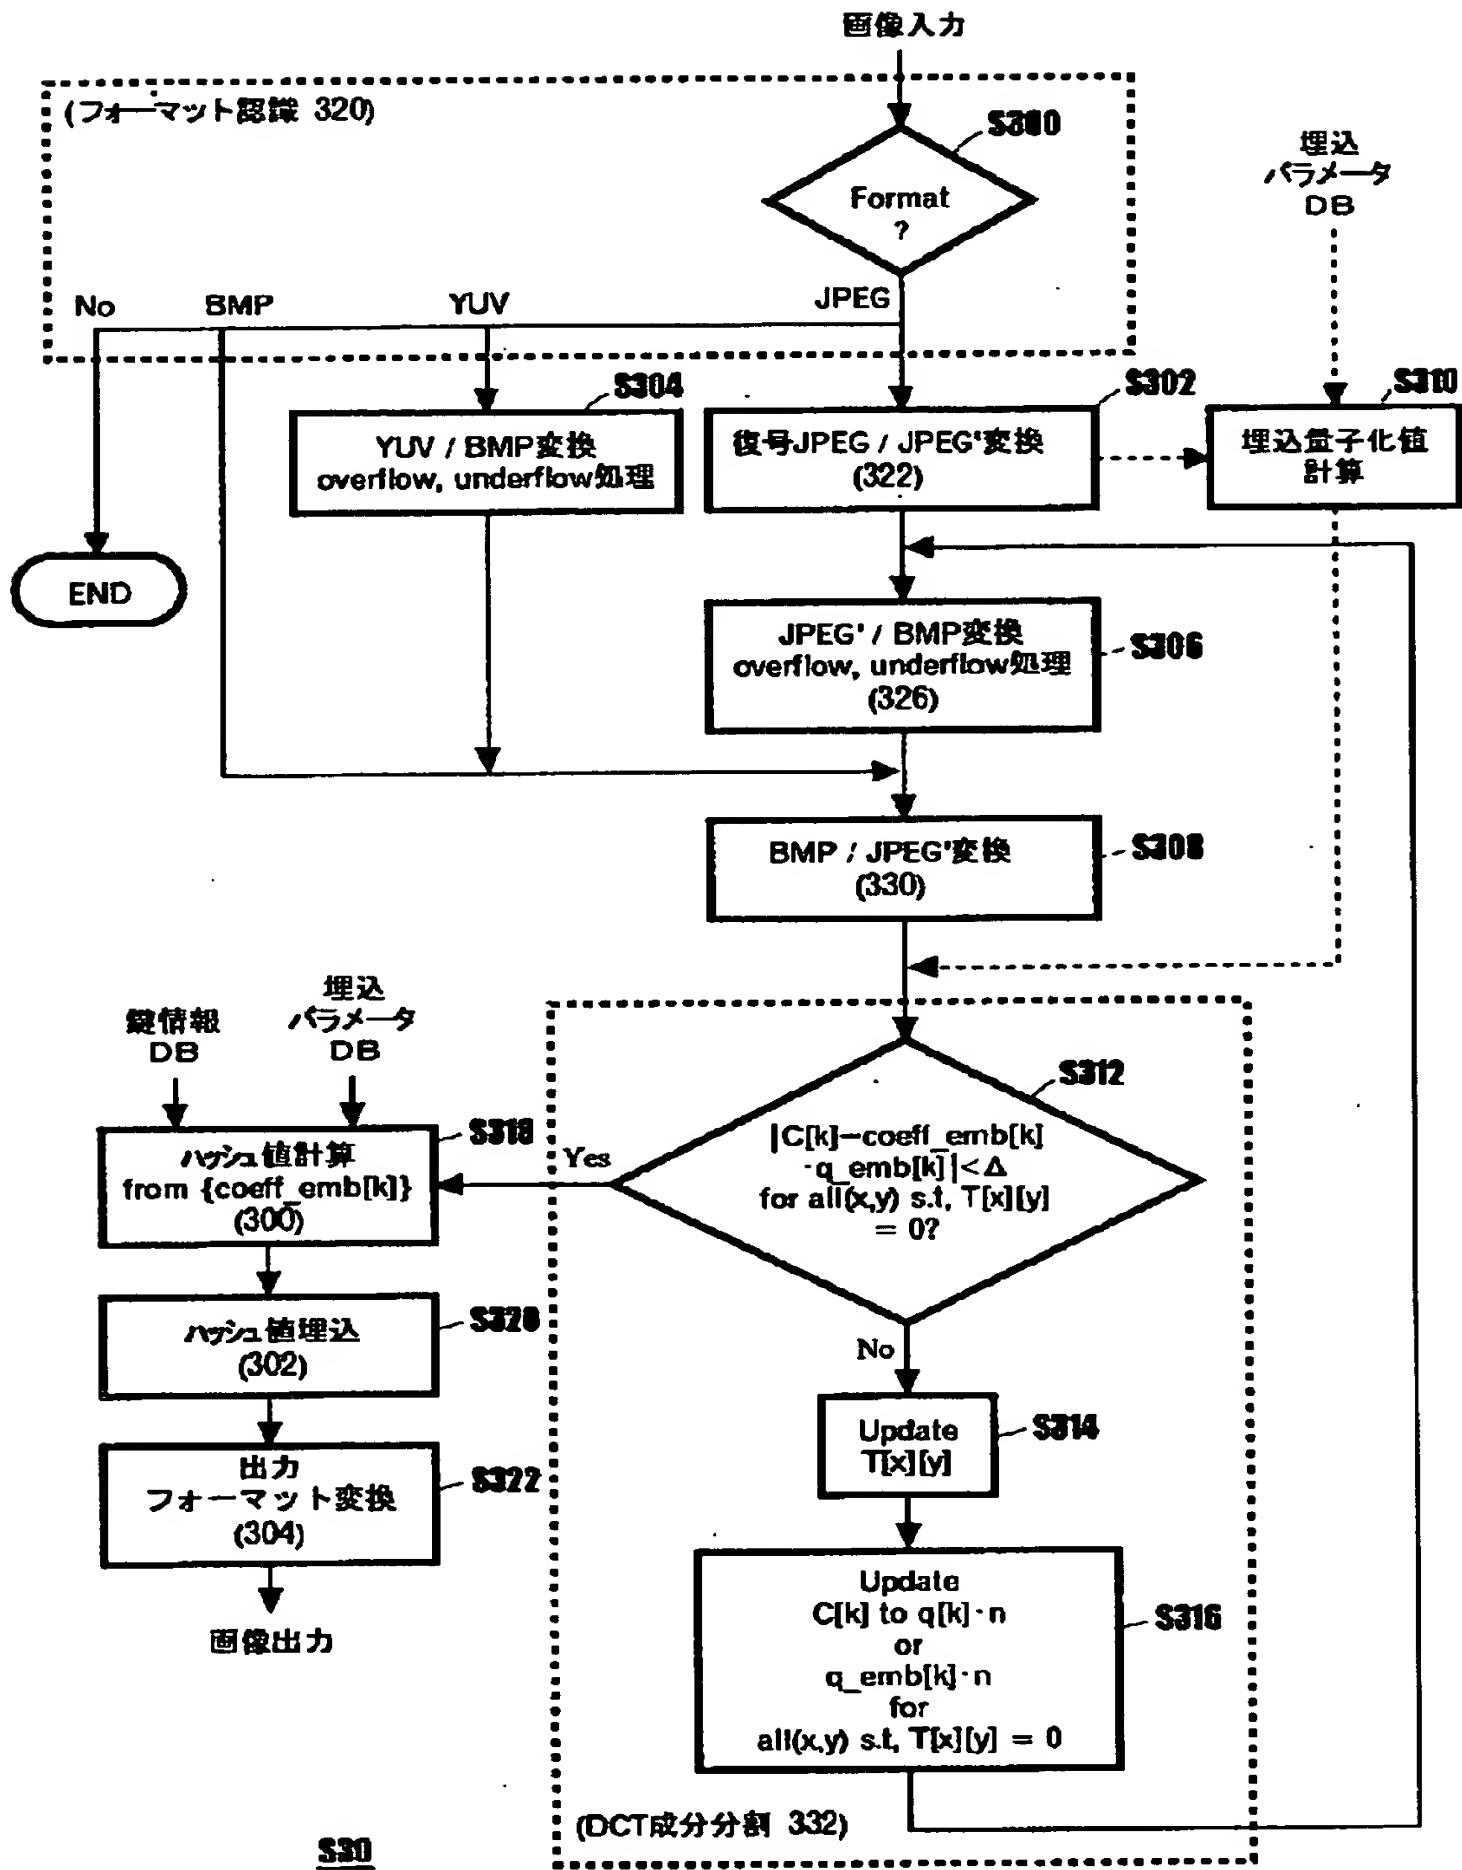 画像入力
(フォーマット認識 320)
S300
Format
?
埋込
パラメータ
DB
No
BMP
YUV
JPEG
S304
YUV / BMP変換
overflow, underflow処理
S302
復号JPEG / JPEG'変換
(322)
S310
埋込量子化値
計算
END
JPEG' / BMP変換
overflow, underflow処理
(326)
S306
BMP / JPEG'変換
(330)
S308
鍵情報
DB
埋込
パラメータ
DB
S312
|C[k]−coeff_emb[k]
·q_emb[k]|<Δ
for all(x,y) s.t, T[x][y]
= 0?
Yes
S318
ハッシュ値計算
from {coeff_emb[k]}
(300)
S320
ハッシュ値埋込
(302)
No
Update
T[x][y]
S314
出力
フォーマット変換
(304)
S322
画像出力
Update
C[k] to q[k]·n
or
q_emb[k]·n
for
all(x,y) s.t, T[x][y] = 0
S316
(DCT成分分割 332)
S30